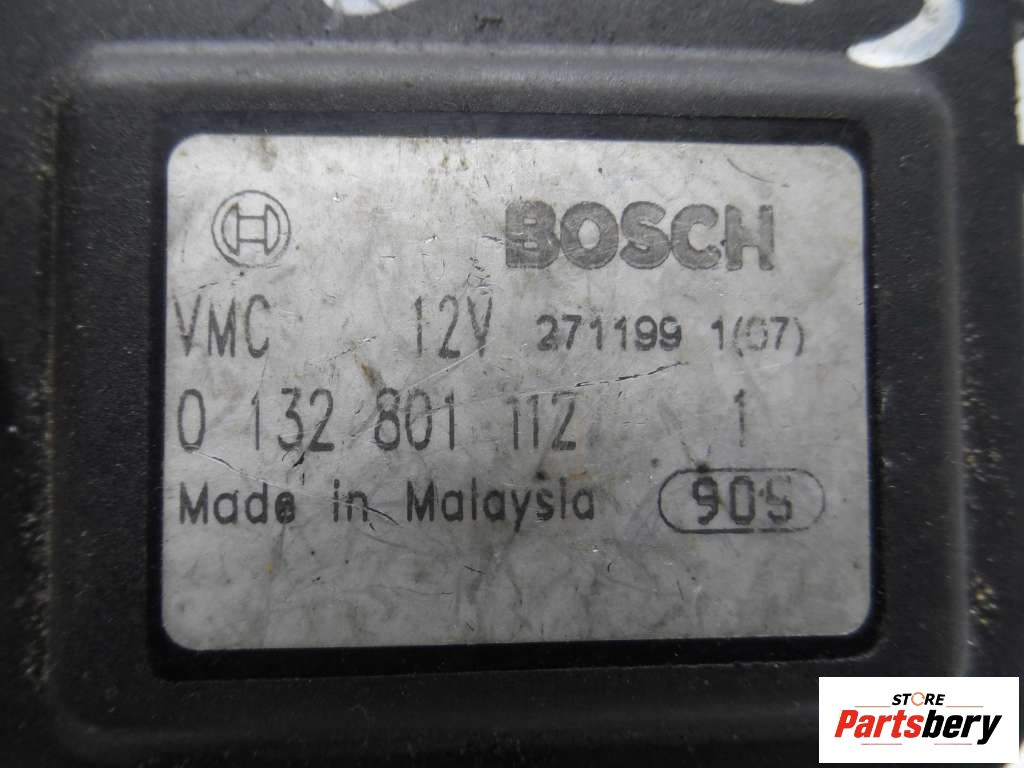 BOSCH
VMC 12V 271199 1(07)
0 132 801 112 1
Made in Malaysia 905
STORE
Partsbery